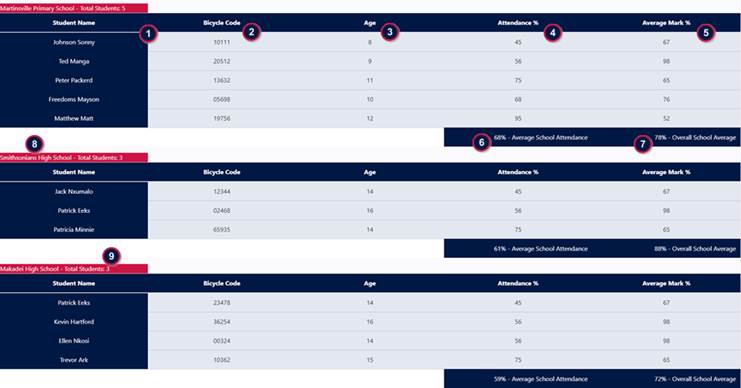 Martinsville Primary School - Total Students: 5
Student Name Bicycle Code Age Attendance % Average Mark %
1 2 3 4 5
Johnson Sonny 10111 8 45 67
Ted Manga 20512 9 56 98
Peter Packerd 13632 11 75 65
Freedoms Mayson 05698 10 68 76
Matthew Matt 19756 12 95 52
68% - Average School Attendance 78% - Overall School Average
8 6 7
Smithsonians High School - Total Students: 3
Student Name Bicycle Code Age Attendance % Average Mark %
Jack Nxumalo 12344 14 45 67
Patrick Eeks 02468 16 56 98
Patricia Minnie 65935 14 75 65
61% - Average School Attendance 88% - Overall School Average
9
Makadei High School - Total Students: 3
Student Name Bicycle Code Age Attendance % Average Mark %
Patrick Eeks 23478 14 45 67
Kevin Hartford 36254 16 56 98
Ellen Nkosi 00324 14 56 98
Trevor Ark 10362 15 75 65
59% - Average School Attendance 72% - Overall School Average